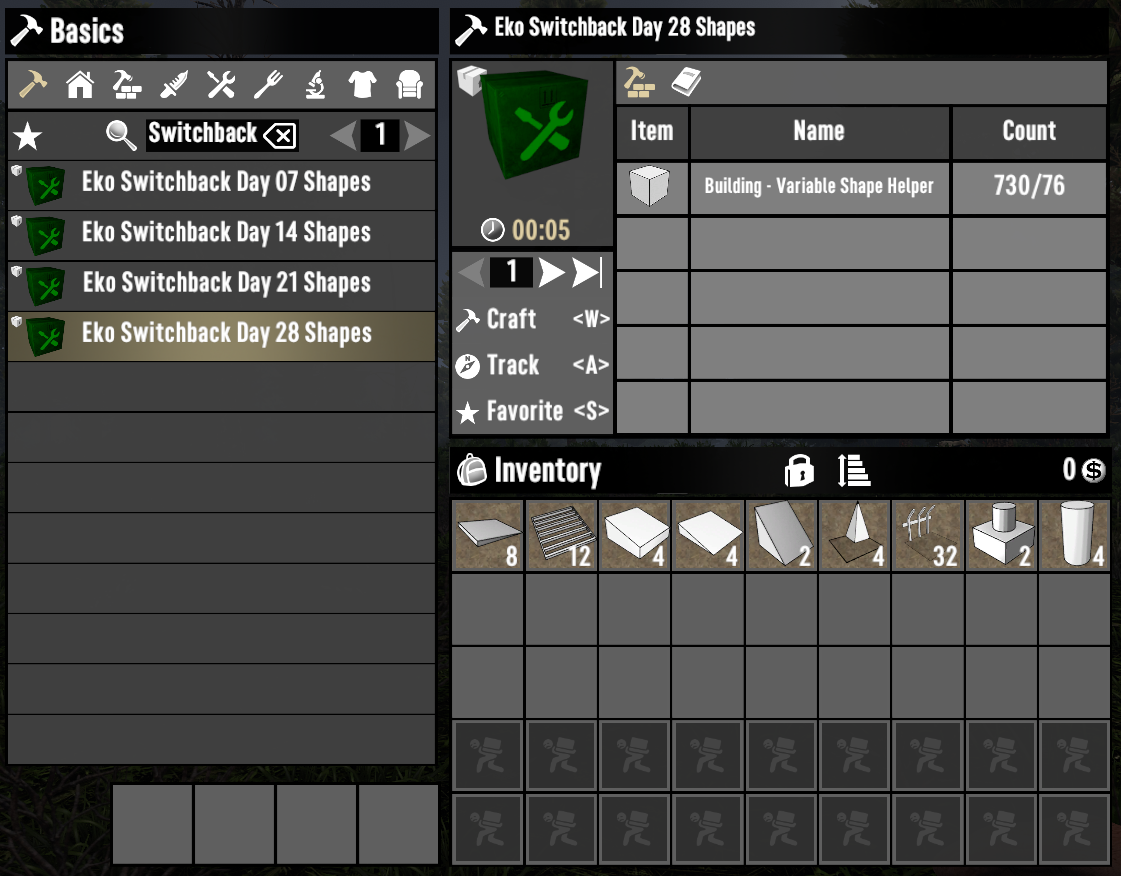 Basics
Switchback
1
Eko Switchback Day 07 Shapes
Eko Switchback Day 14 Shapes
Eko Switchback Day 21 Shapes
Eko Switchback Day 28 Shapes
Eko Switchback Day 28 Shapes
00:05
1
Craft <W>
Track <A>
Favorite <S>
Item Name Count
Building - Variable Shape Helper 730/76
Inventory
0
8 12 4 4 2 4 32 2 4